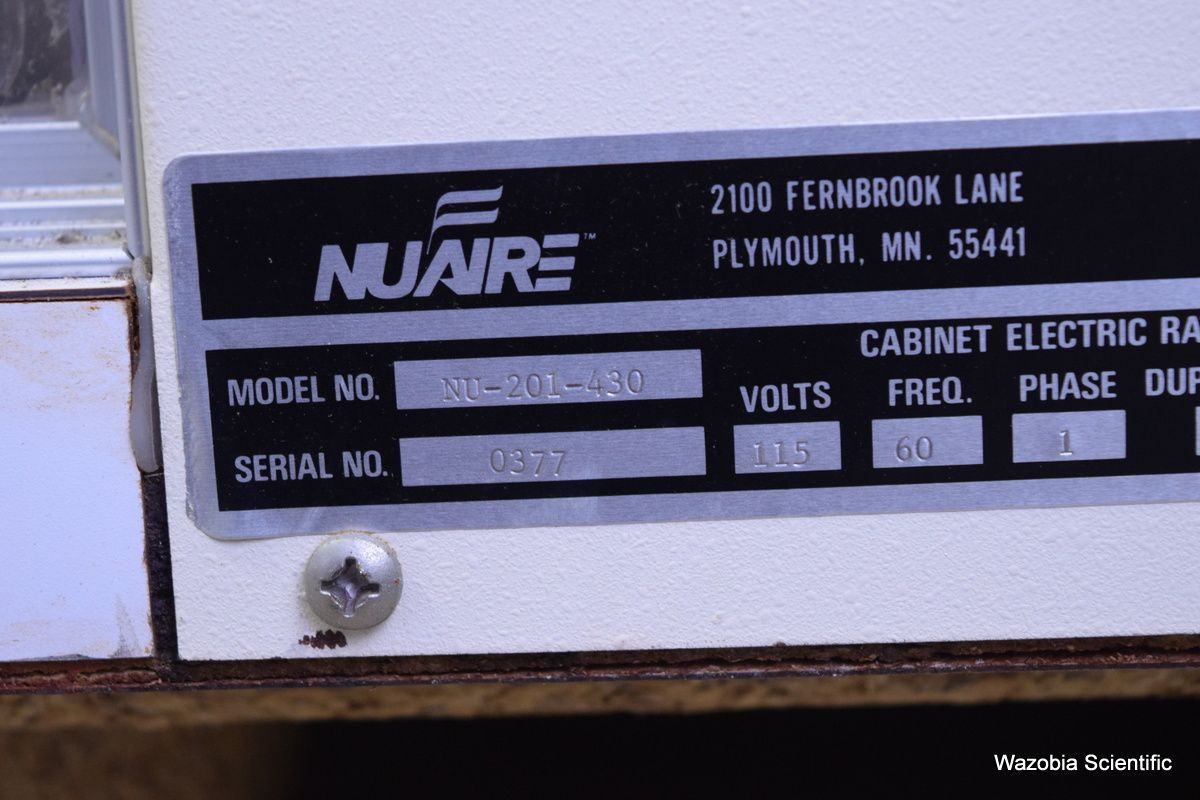 NUAIRE™
2100 FERNBROOK LANE
PLYMOUTH, MN. 55441
CABINET ELECTRIC RA
MODEL NO. NU-201-430
VOLTS FREQ. PHASE DUP
SERIAL NO. 0377 115 60 1
Wazobia Scientific